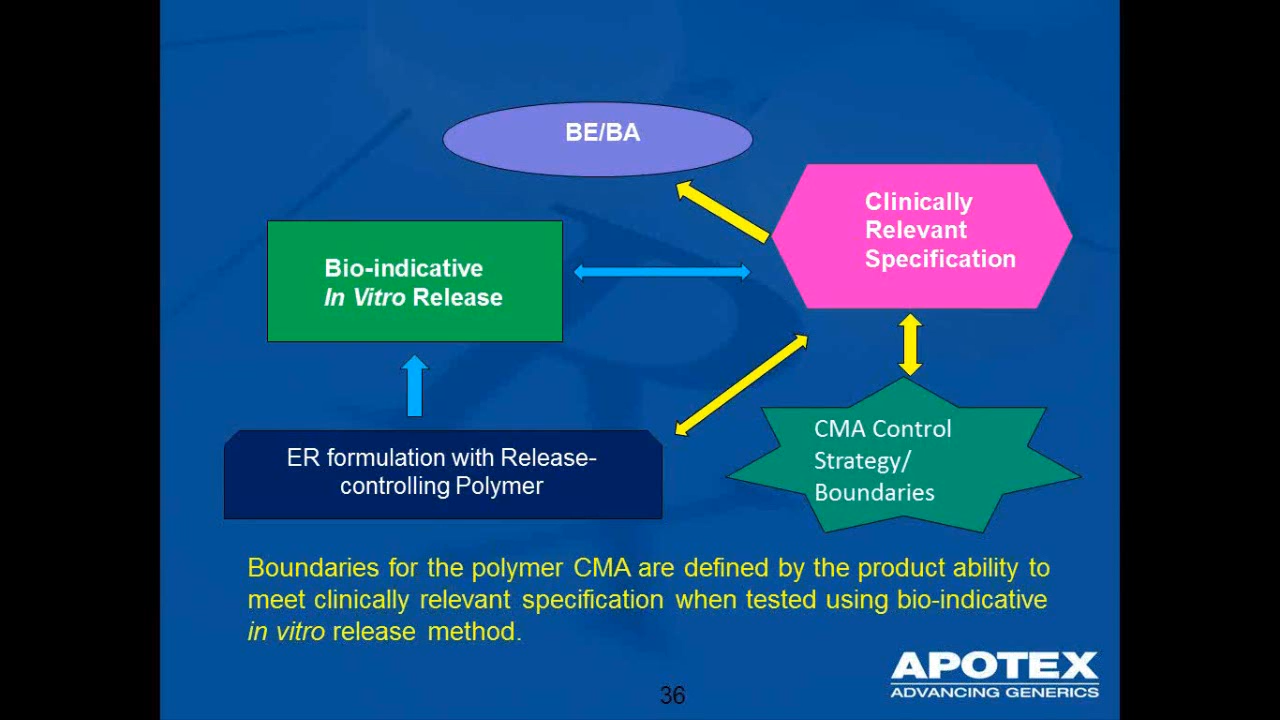 BE/BA
Clinically
Relevant
Specification
Bio-indicative
In Vitro Release
ER formulation with Release-
controlling Polymer
CMA Control
Strategy/
Boundaries
Boundaries for the polymer CMA are defined by the product ability to
meet clinically relevant specification when tested using bio-indicative
in vitro release method.
APOTEX
ADVANCING GENERICS
36